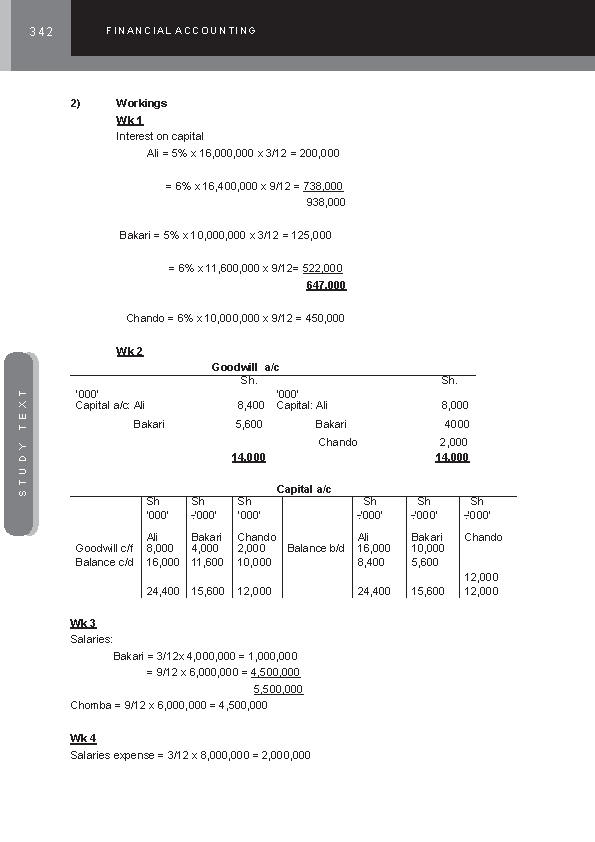 342 FINANCIAL ACCOUNTING
2) Workings
Wk 1
Interest on capital
Ali = 5% x 16,000,000 x 3/12 = 200,000
= 6% x 16,400,000 x 9/12 = 738,000
938,000
Bakari = 5% x 10,000,000 x 3/12 = 125,000
= 6% x 11,600,000 x 9/12= 522,000
647,000
Chando = 6% x 10,000,000 x 9/12 = 450,000
Wk 2
Goodwill a/c
Sh. Sh.
'000' '000'
Capital a/c: Ali 8,400 Capital: Ali 8,000
Bakari 5,600 Bakari 4000
Chando 2,000
14,000 14,000
Capital a/c
Sh Sh Sh Sh Sh Sh
'000' -'000' '000' -'000' -'000' -'000'
Ali Bakari Chando Ali Bakari Chando
Goodwill c/f 8,000 4,000 2,000 Balance b/d 16,000 10,000
Balance c/d 16,000 11,600 10,000 8,400 5,600
12,000
24,400 15,600 12,000 24,400 15,600 12,000
Wk 3
Salaries:
Bakari = 3/12x 4,000,000 = 1,000,000
= 9/12 x 6,000,000 = 4,500,000
5,500,000
Chomba = 9/12 x 6,000,000 = 4,500,000
Wk 4
Salaries expense = 3/12 x 8,000,000 = 2,000,000
STUDY TEXT